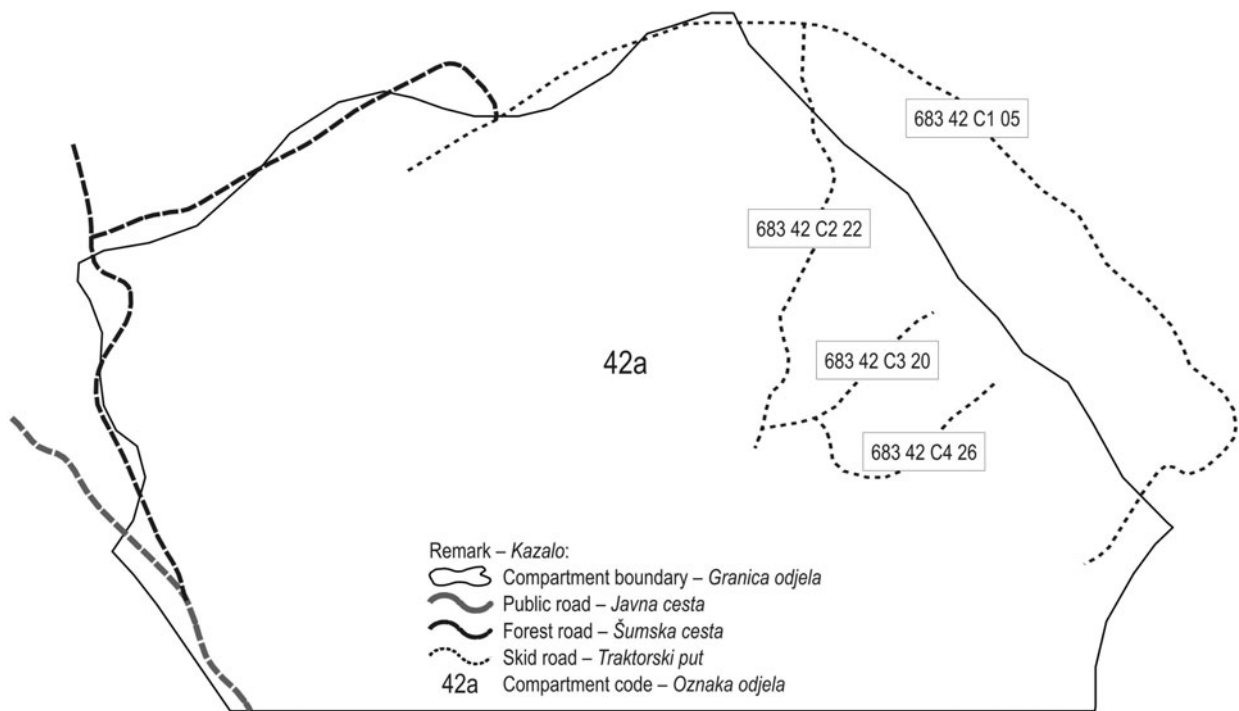 683 42 C1 05
683 42 C2 22
683 42 C3 20
42a
683 42 C4 26
Remark – Kazalo:
Compartment boundary – Granica odjela
Public road – Javna cesta
Forest road – Šumska cesta
Skid road – Traktorski put
42a Compartment code – Oznaka odjela